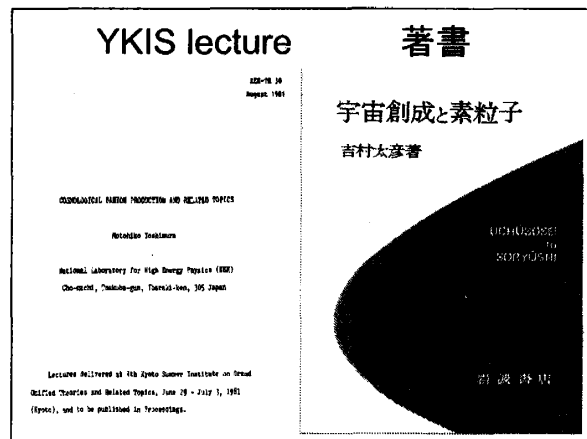 YKIS lecture
著書
KEK-TH 30
August 1981
COSMOLOGICAL BARYON PRODUCTION AND RELATED TOPICS
Motohiko Yoshimura
National Laboratory for High Energy Physics (KEK)
Oho-machi, Tsukuba-gun, Ibaraki-ken, 305 Japan
Lectures delivered at 4th Kyoto Summer Institute on Grand
Unified Theories and Related Topics, June 29 - July 3, 1981
(Kyoto), and to be published in Proceedings.
宇宙創成と素粒子
吉村太彦著
UCHŪSŌSEI
to
SORYŪSHI
岩波書店